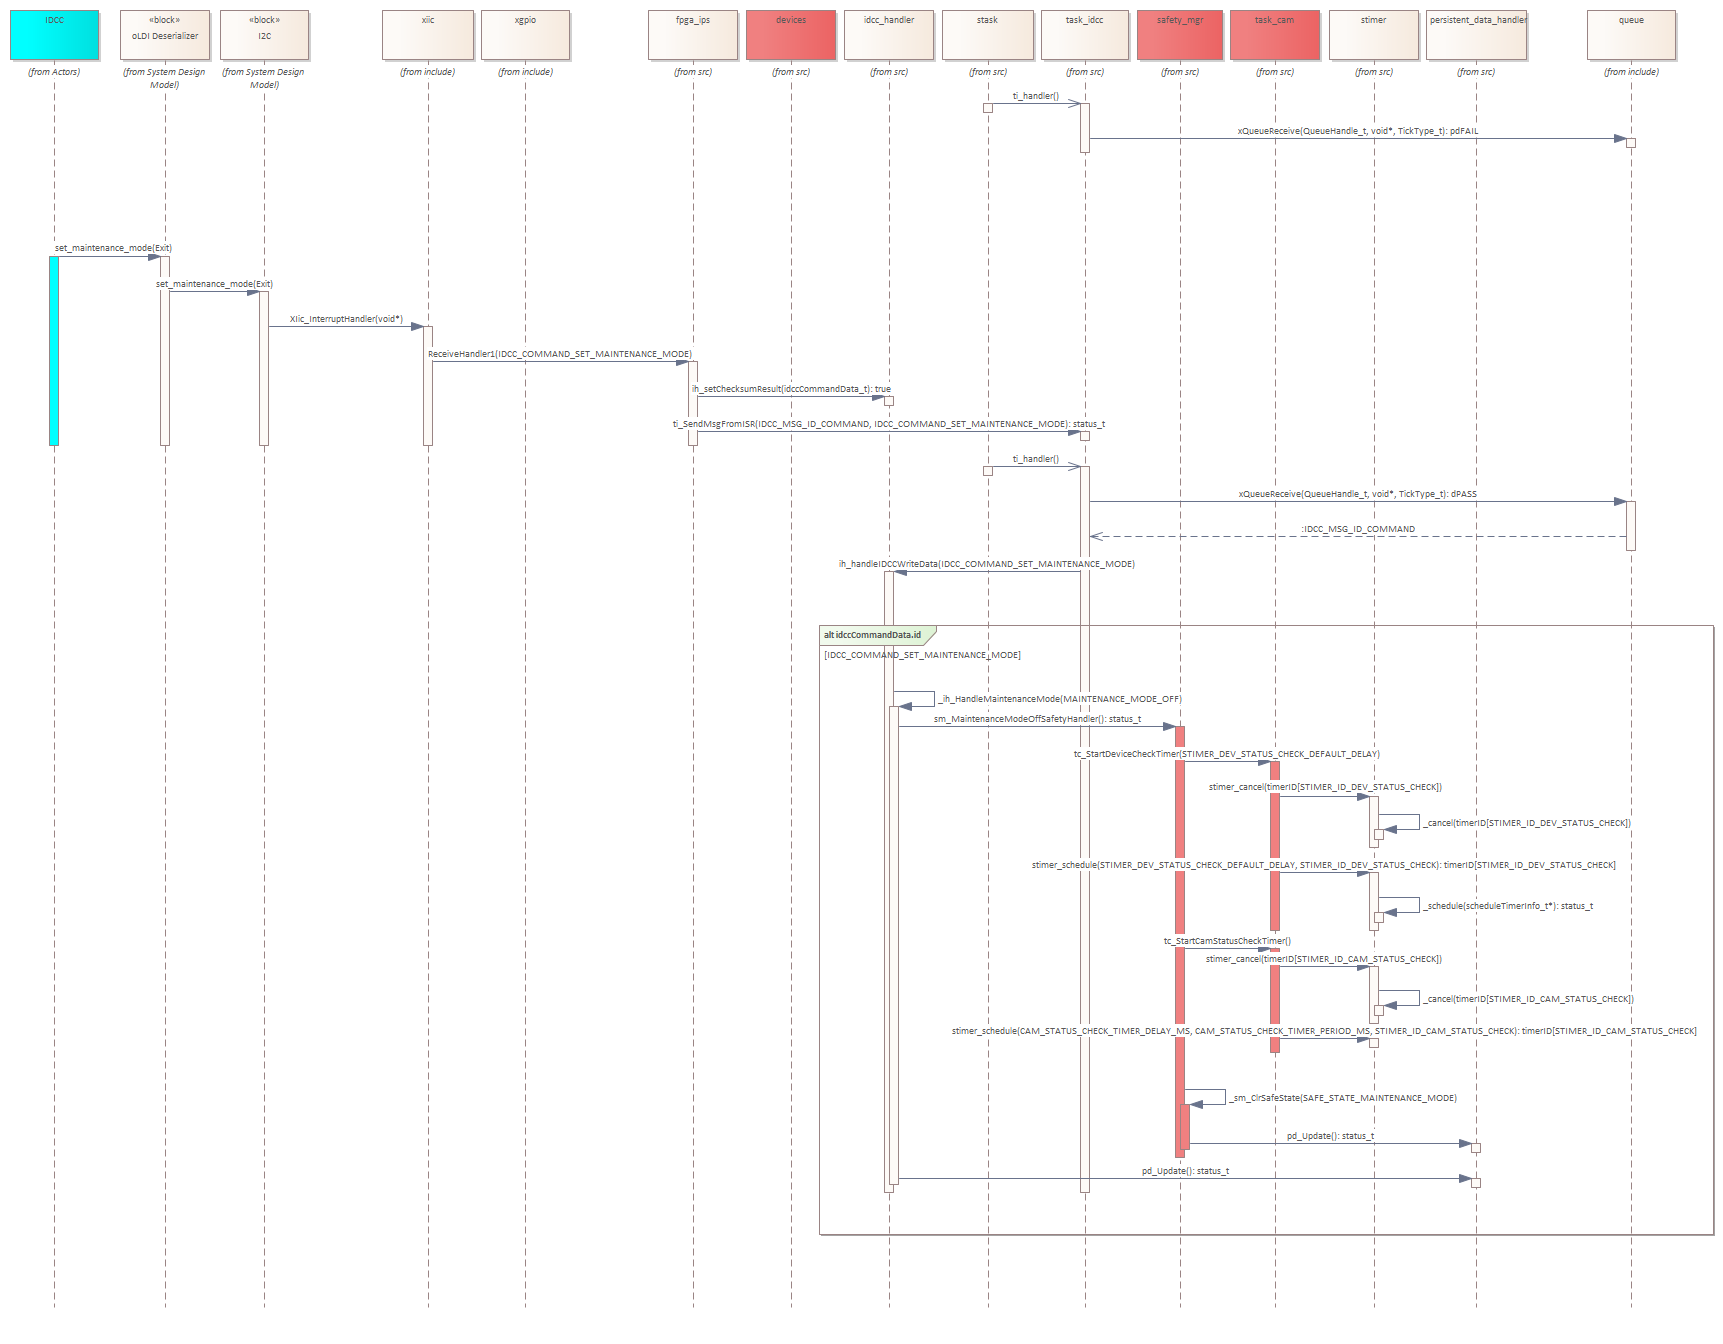 IDCC
«block»
oLDI Deserializer
«block»
I2C
xiic
xgpio
fpga_ips
devices
idcc_handler
stask
task_idcc
safety_mgr
task_cam
stimer
persistent_data_handler
queue
(from Actors)
(from System Design
Model)
(from System Design
Model)
(from include)
(from include)
(from src)
(from src)
(from src)
(from src)
(from src)
(from src)
(from src)
(from src)
(from src)
(from include)
ti_handler()
xQueueReceive(QueueHandle_t, void*, TickType_t): pdFAIL
set_maintenance_mode(Exit)
set_maintenance_mode(Exit)
XIic_InterruptHandler(void*)
ReceiveHandler1(IDCC_COMMAND_SET_MAINTENANCE_MODE)
ih_setChecksumResult(idccCommandData_t): true
ti_SendMsgFromISR(IDCC_MSG_ID_COMMAND, IDCC_COMMAND_SET_MAINTENANCE_MODE): status_t
ti_handler()
xQueueReceive(QueueHandle_t, void*, TickType_t): dPASS
:IDCC_MSG_ID_COMMAND
ih_handleIDCCWriteData(IDCC_COMMAND_SET_MAINTENANCE_MODE)
alt idccCommandData.id
[IDCC_COMMAND_SET_MAINTENANCE_MODE]
_ih_HandleMaintenanceMode(MAINTENANCE_MODE_OFF)
sm_MaintenanceModeOffSafetyHandler(): status_t
tc_StartDeviceCheckTimer(STIMER_DEV_STATUS_CHECK_DEFAULT_DELAY)
stimer_cancel(timerID[STIMER_ID_DEV_STATUS_CHECK])
_cancel(timerID[STIMER_ID_DEV_STATUS_CHECK])
stimer_schedule(STIMER_DEV_STATUS_CHECK_DEFAULT_DELAY, STIMER_ID_DEV_STATUS_CHECK): timerID[STIMER_ID_DEV_STATUS_CHECK]
_schedule(scheduleTimerInfo_t*): status_t
tc_StartCamStatusCheckTimer()
stimer_cancel(timerID[STIMER_ID_CAM_STATUS_CHECK])
_cancel(timerID[STIMER_ID_CAM_STATUS_CHECK])
stimer_schedule(CAM_STATUS_CHECK_TIMER_DELAY_MS, CAM_STATUS_CHECK_TIMER_PERIOD_MS, STIMER_ID_CAM_STATUS_CHECK): timerID[STIMER_ID_CAM_STATUS_CHECK]
_sm_ClrSafeState(SAFE_STATE_MAINTENANCE_MODE)
pd_Update(): status_t
pd_Update(): status_t